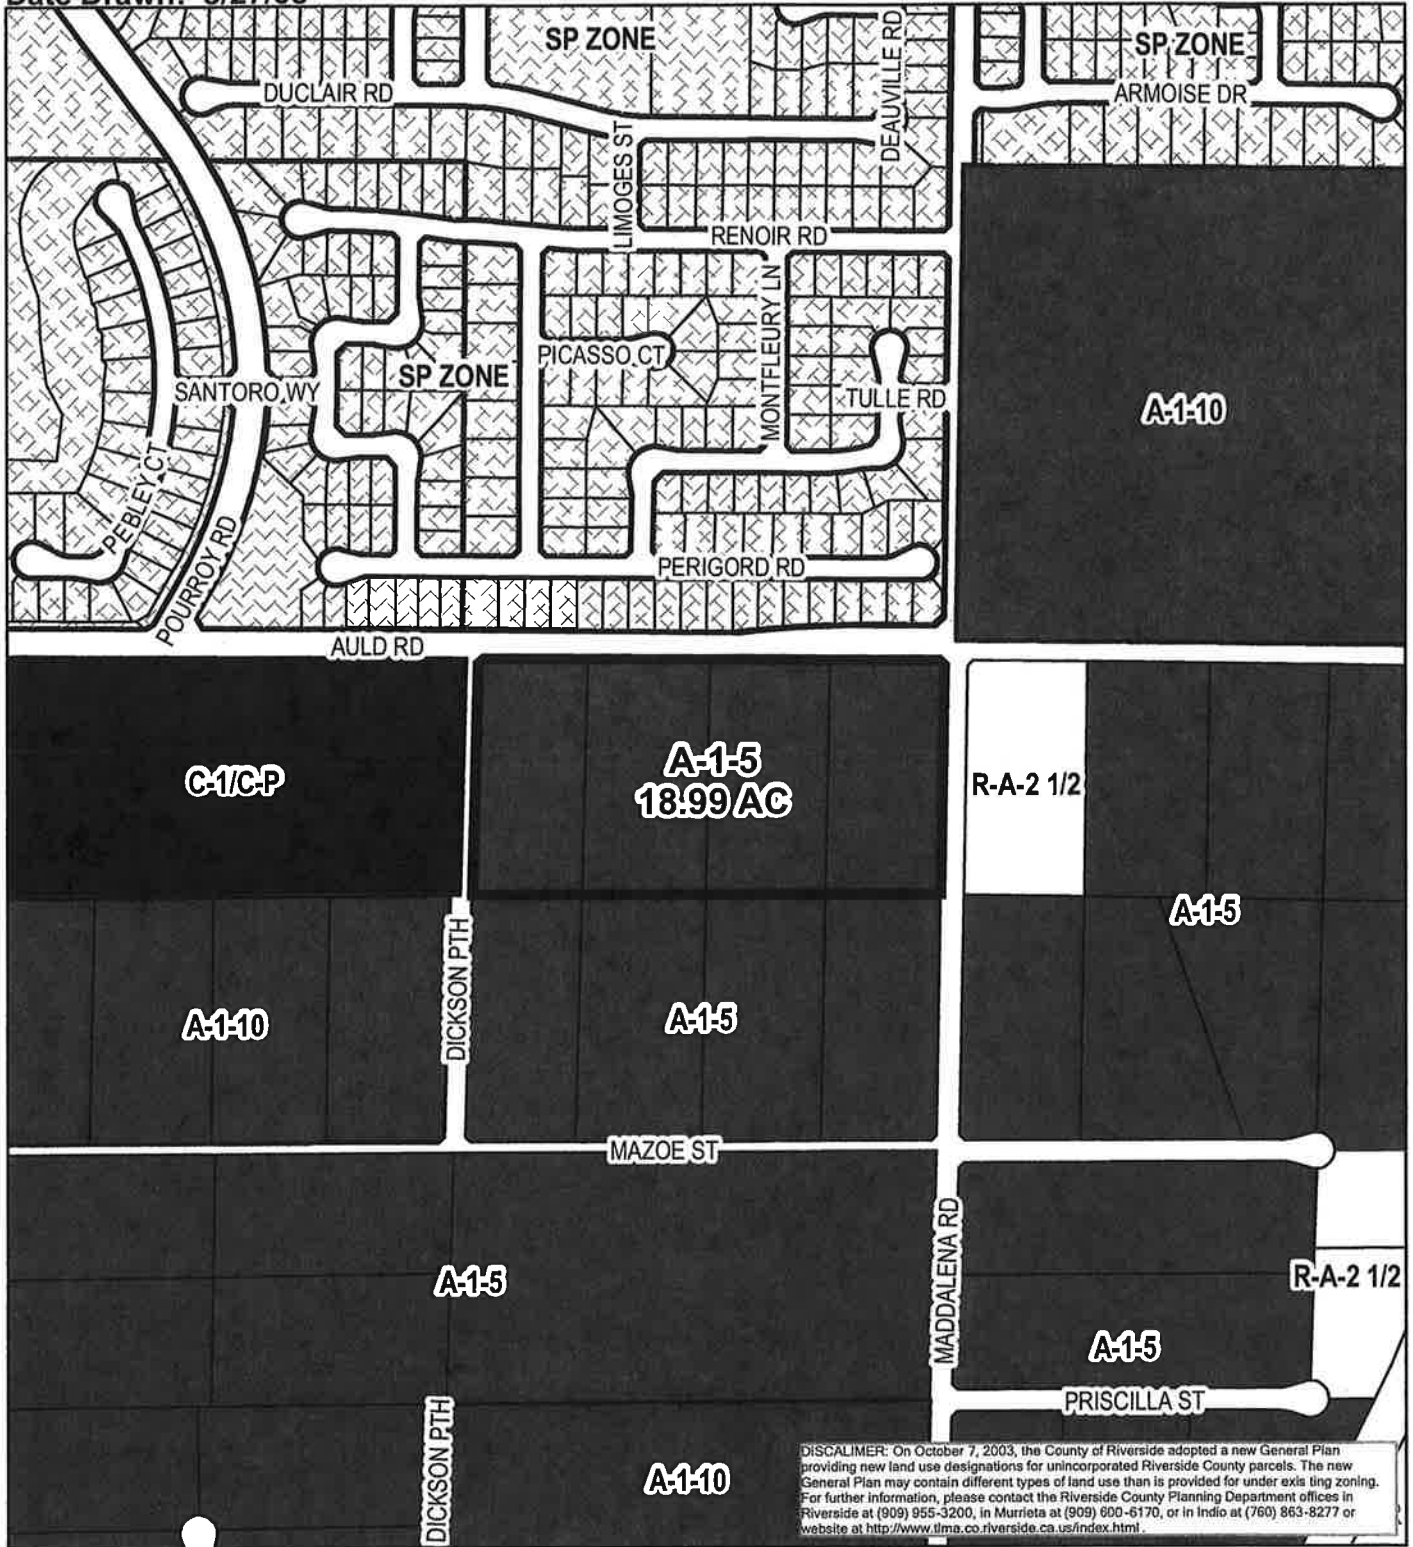 SP ZONE
DEAUVILLE RD
SP ZONE
DUCLAIR RD
ARMOISE DR
LIMOGES ST
RENOIR RD
MONTFLEURY LN
PICASSO CT
SP ZONE
SANTORO WY
TULLE RD
A-1-10
PEBLEY CT
POURROY RD
PERIGORD RD
AULD RD
C-1/C-P
A-1-5
18.99 AC
R-A-2 1/2
A-1-5
DICKSON PTH
A-1-10
A-1-5
MAZOE ST
MADDALENA RD
A-1-5
R-A-2 1/2
A-1-5
PRISCILLA ST
DICKSON PTH
A-1-10
DISCALIMER: On October 7, 2003, the County of Riverside adopted a new General Plan
providing new land use designations for unincorporated Riverside County parcels. The new
General Plan may contain different types of land use than is provided for under exis ting zoning.
For further information, please contact the Riverside County Planning Department offices in
Riverside at (909) 955-3200, in Murrieta at (909) 600-6170, or in Indio at (760) 863-8277 or
website at http://www.tlma.co.riverside.ca.us/index.html .